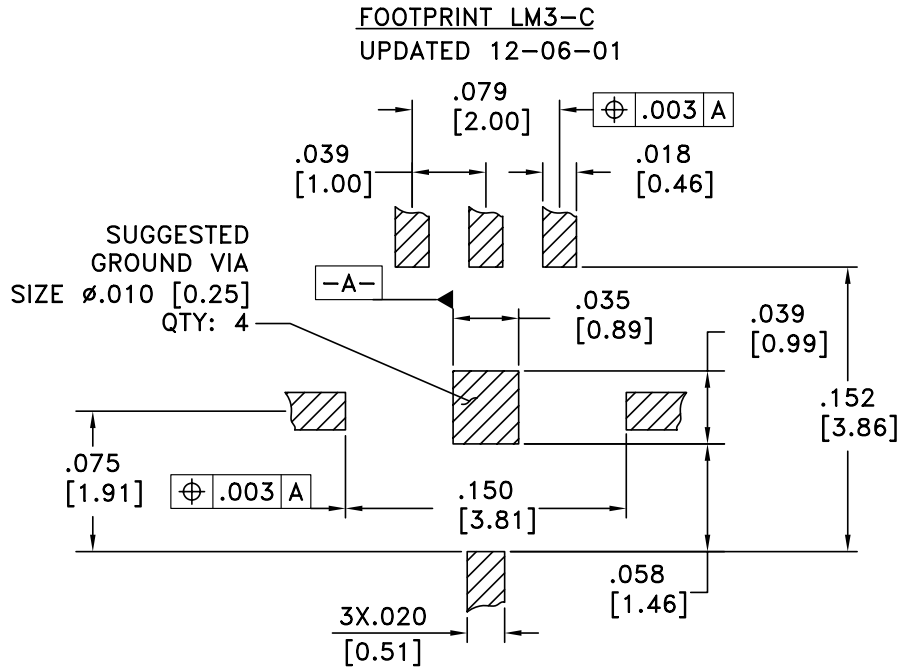 FOOTPRINT LM3-C
UPDATED 12-06-01
.079
[2.00]
⌖ .003 A
.039
[1.00]
.018
[0.46]
SUGGESTED
GROUND VIA
SIZE ø.010 [0.25]
QTY: 4
-A-
.035
[0.89]
.039
[0.99]
.152
[3.86]
.075
[1.91]
⌖ .003 A
.150
[3.81]
.058
[1.46]
3X.020
[0.51]